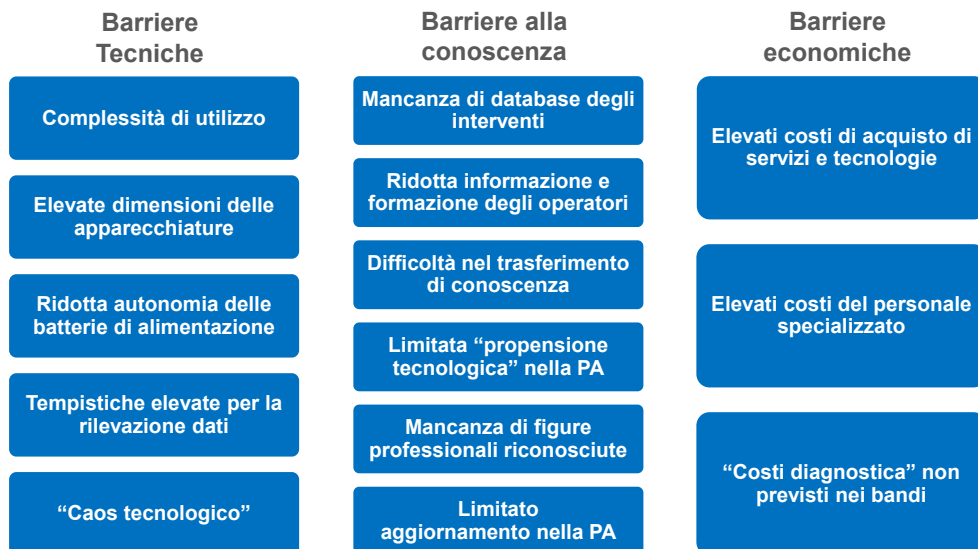 Barriere
Tecniche
Complessità di utilizzo
Elevate dimensioni delle
apparecchiature
Ridotta autonomia delle
batterie di alimentazione
Tempistiche elevate per la
rilevazione dati
“Caos tecnologico”
Barriere alla
conoscenza
Mancanza di database degli
interventi
Ridotta informazione e
formazione degli operatori
Difficoltà nel trasferimento
di conoscenza
Limitata “propensione
tecnologica” nella PA
Mancanza di figure
professionali riconosciute
Limitato
aggiornamento nella PA
Barriere
economiche
Elevati costi di acquisto di
servizi e tecnologie
Elevati costi del personale
specializzato
“Costi diagnostica” non
previsti nei bandi